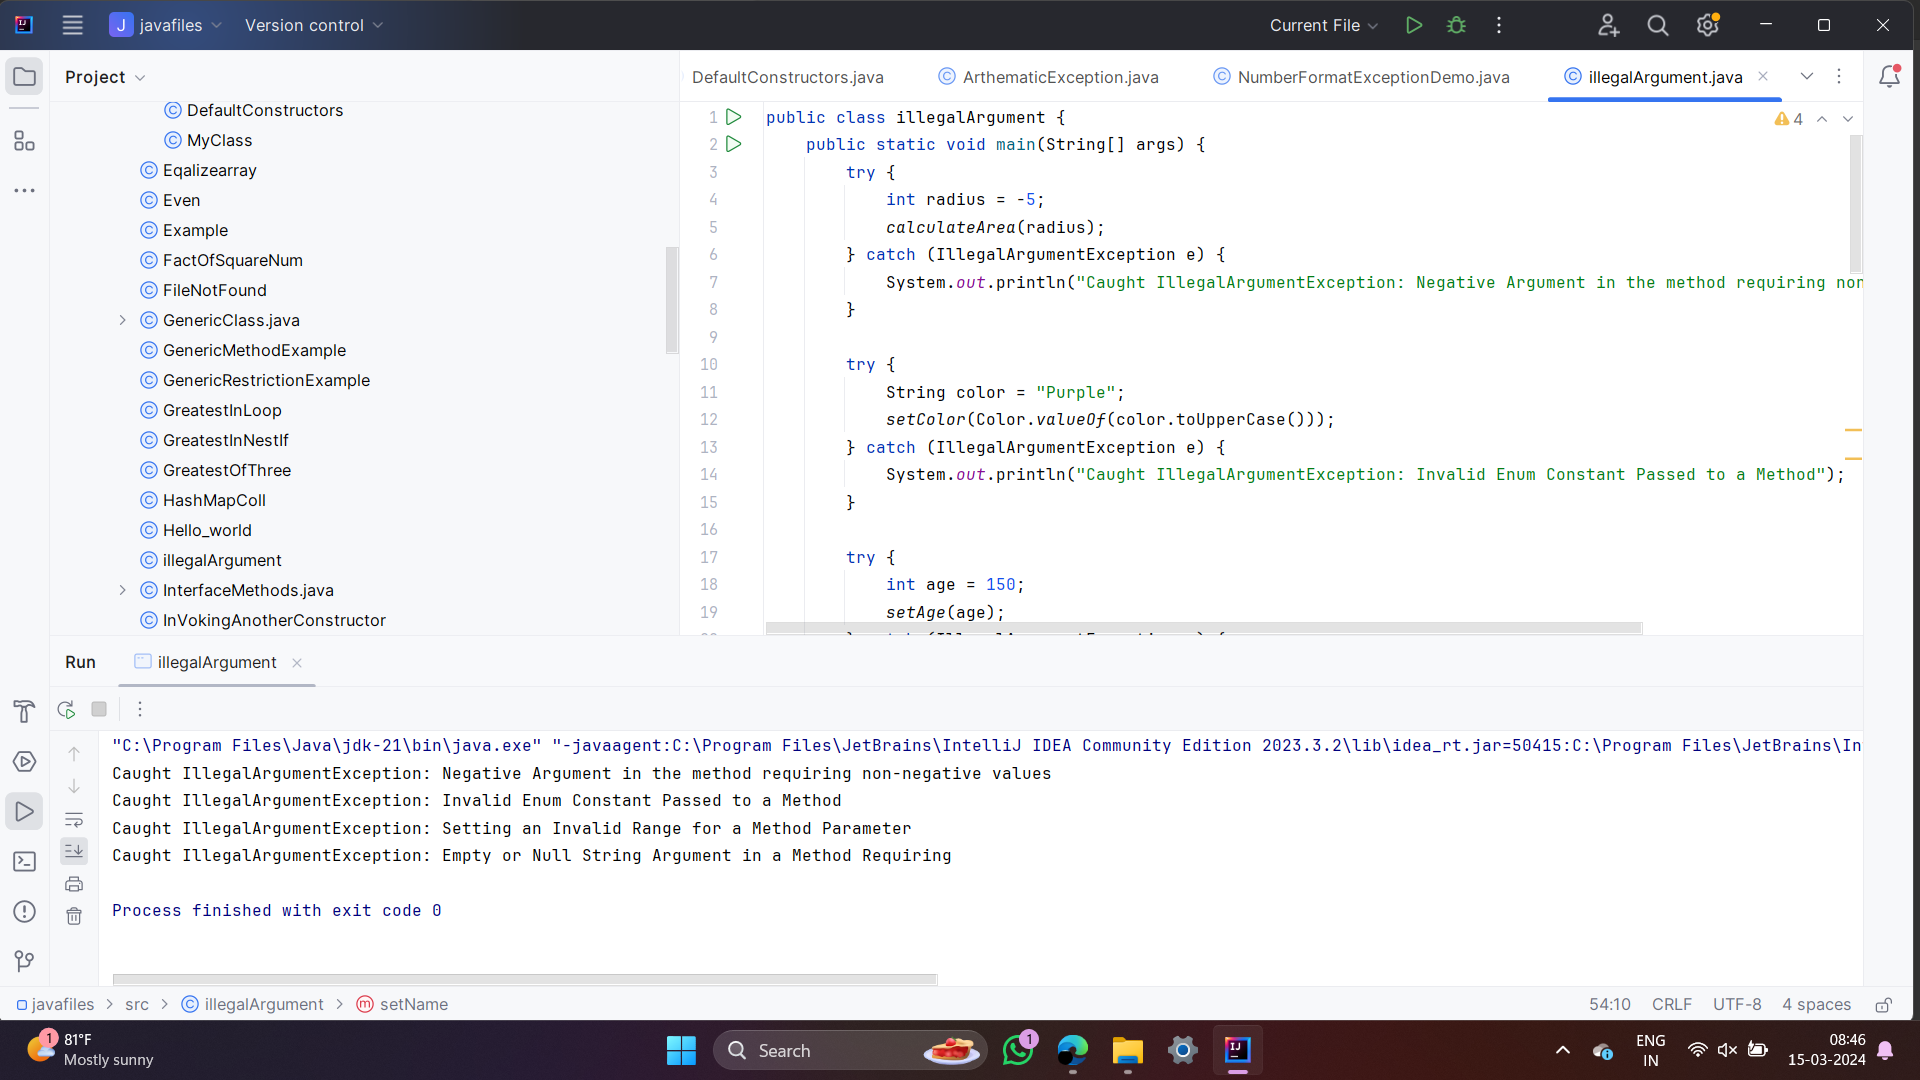 J javafiles Version control Current File
Project
DefaultConstructors.java ArthematicException.java NumberFormatExceptionDemo.java illegalArgument.java
DefaultConstructors
MyClass
Eqalizearray
Even
Example
FactOfSquareNum
FileNotFound
GenericClass.java
GenericMethodExample
GenericRestrictionExample
GreatestInLoop
GreatestInNestIf
GreatestOfThree
HashMapColl
Hello_world
illegalArgument
InterfaceMethods.java
InVokingAnotherConstructor
4
1 public class illegalArgument {
2 public static void main(String[] args) {
3 try {
4 int radius = -5;
5 calculateArea(radius);
6 } catch (IllegalArgumentException e) {
7 System.out.println("Caught IllegalArgumentException: Negative Argument in the method requiring non
8 }
9
10 try {
11 String color = "Purple";
12 setColor(Color.valueOf(color.toUpperCase()));
13 } catch (IllegalArgumentException e) {
14 System.out.println("Caught IllegalArgumentException: Invalid Enum Constant Passed to a Method");
15 }
16
17 try {
18 int age = 150;
19 setAge(age);
Run illegalArgument
"C:\Program Files\Java\jdk-21\bin\java.exe" "-javaagent:C:\Program Files\JetBrains\IntelliJ IDEA Community Edition 2023.3.2\lib\idea_rt.jar=50415:C:\Program Files\JetBrains\In
Caught IllegalArgumentException: Negative Argument in the method requiring non-negative values
Caught IllegalArgumentException: Invalid Enum Constant Passed to a Method
Caught IllegalArgumentException: Setting an Invalid Range for a Method Parameter
Caught IllegalArgumentException: Empty or Null String Argument in a Method Requiring
Process finished with exit code 0
javafiles > src > illegalArgument > setName 54:10 CRLF UTF-8 4 spaces
1 81°F
Mostly sunny
Search
1
ENG
IN
08:46
15-03-2024